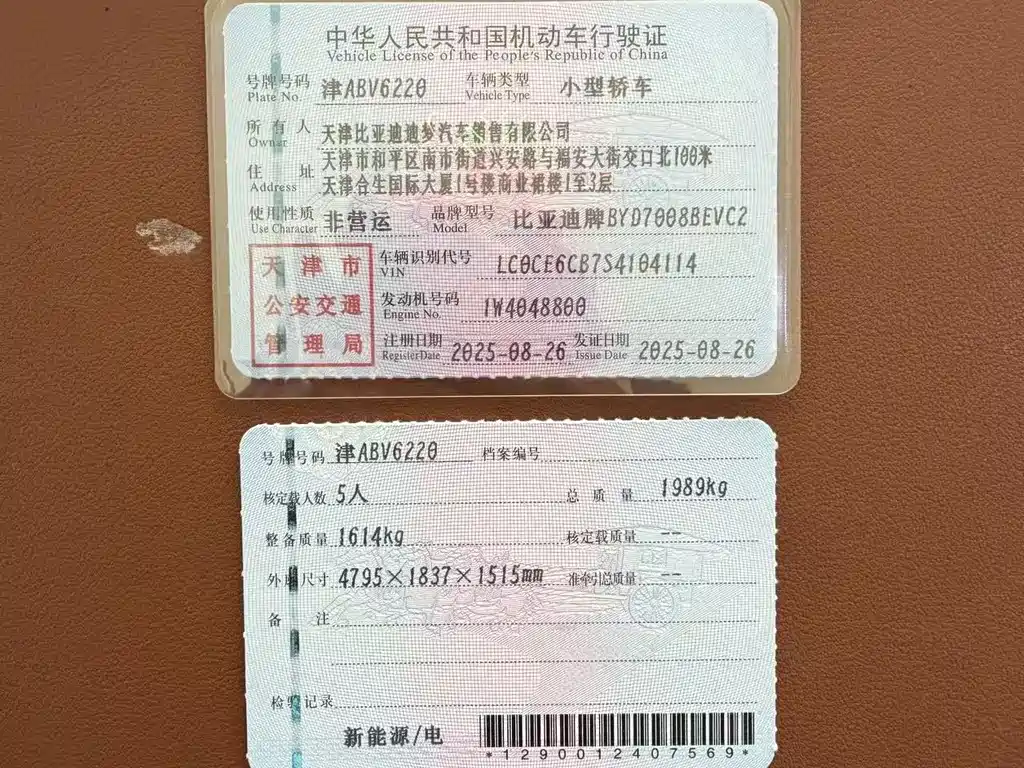 中华人民共和国机动车行驶证
Vehicle License of the People's Republic of China
号牌号码 Plate No. 津ABV6220 车辆类型 Vehicle Type 小型轿车
所有人 Owner 天津比亚迪迪梦汽车销售有限公司
住址 Address 天津市和平区南市街道兴安路与福安大街交口北100米
天津合生国际大厦1号楼商业裙楼1至3层
使用性质 Use Character 非营运 品牌型号 Model 比亚迪牌BYD7008BEVC2
天津市
公安交通
管理局
车辆识别代号 VIN LC0CE6CB7S4104114
发动机号码 Engine No. 1W4048800
注册日期 Register Date 2025-08-26 发证日期 Issue Date 2025-08-26
号牌号码 津ABV6220 档案编号
核定载人数 5人 总质量 1989kg
整备质量 1614kg 核定载质量 --
外廓尺寸 4795×1837×1515mm 准牵引总质量 --
备注
检验记录
新能源/电
*1290012407569*